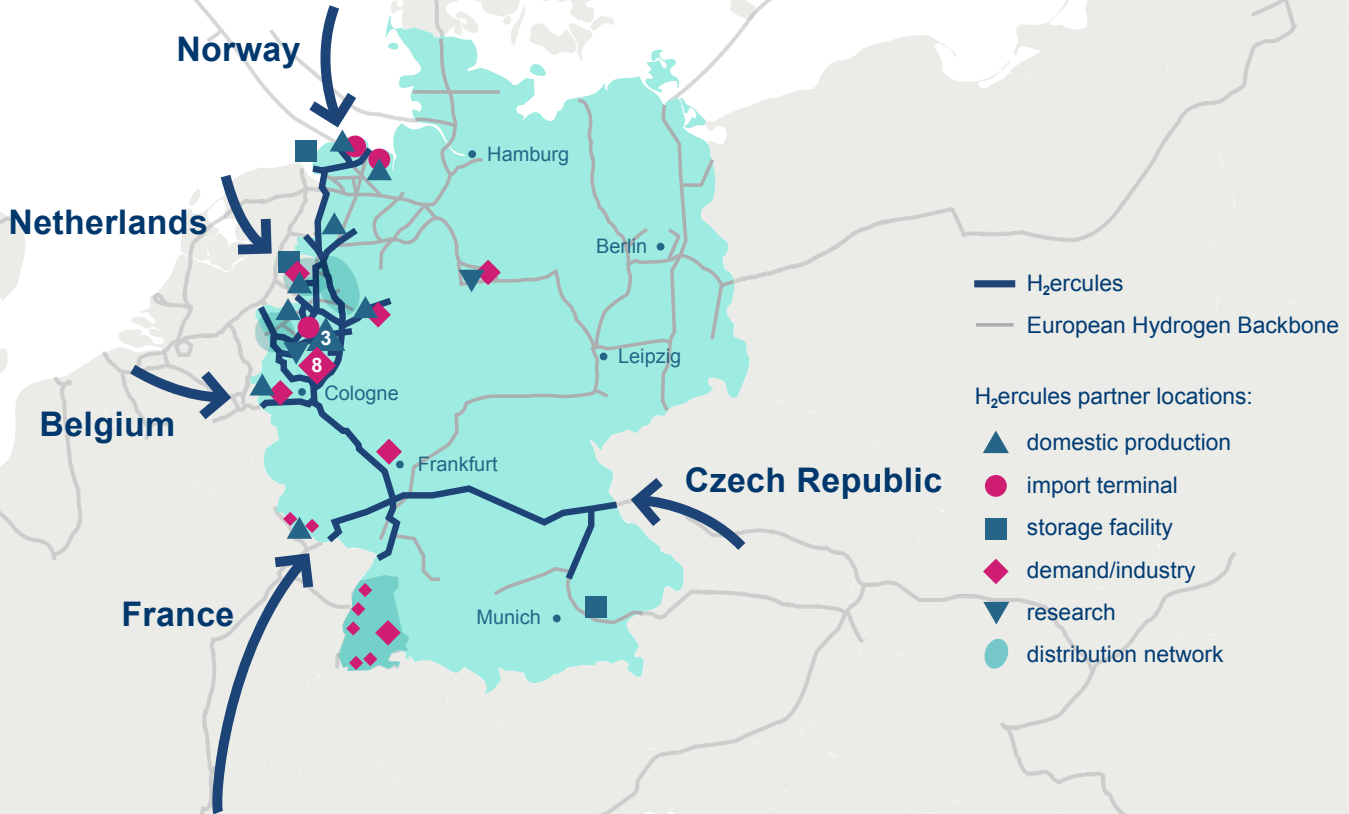 Norway
Hamburg
Netherlands
Berlin
H₂ercules
European Hydrogen Backbone
3
8
Leipzig
Cologne
Belgium
H₂ercules partner locations:
domestic production
Frankfurt
Czech Republic
import terminal
storage facility
demand/industry
France
Munich
research
distribution network